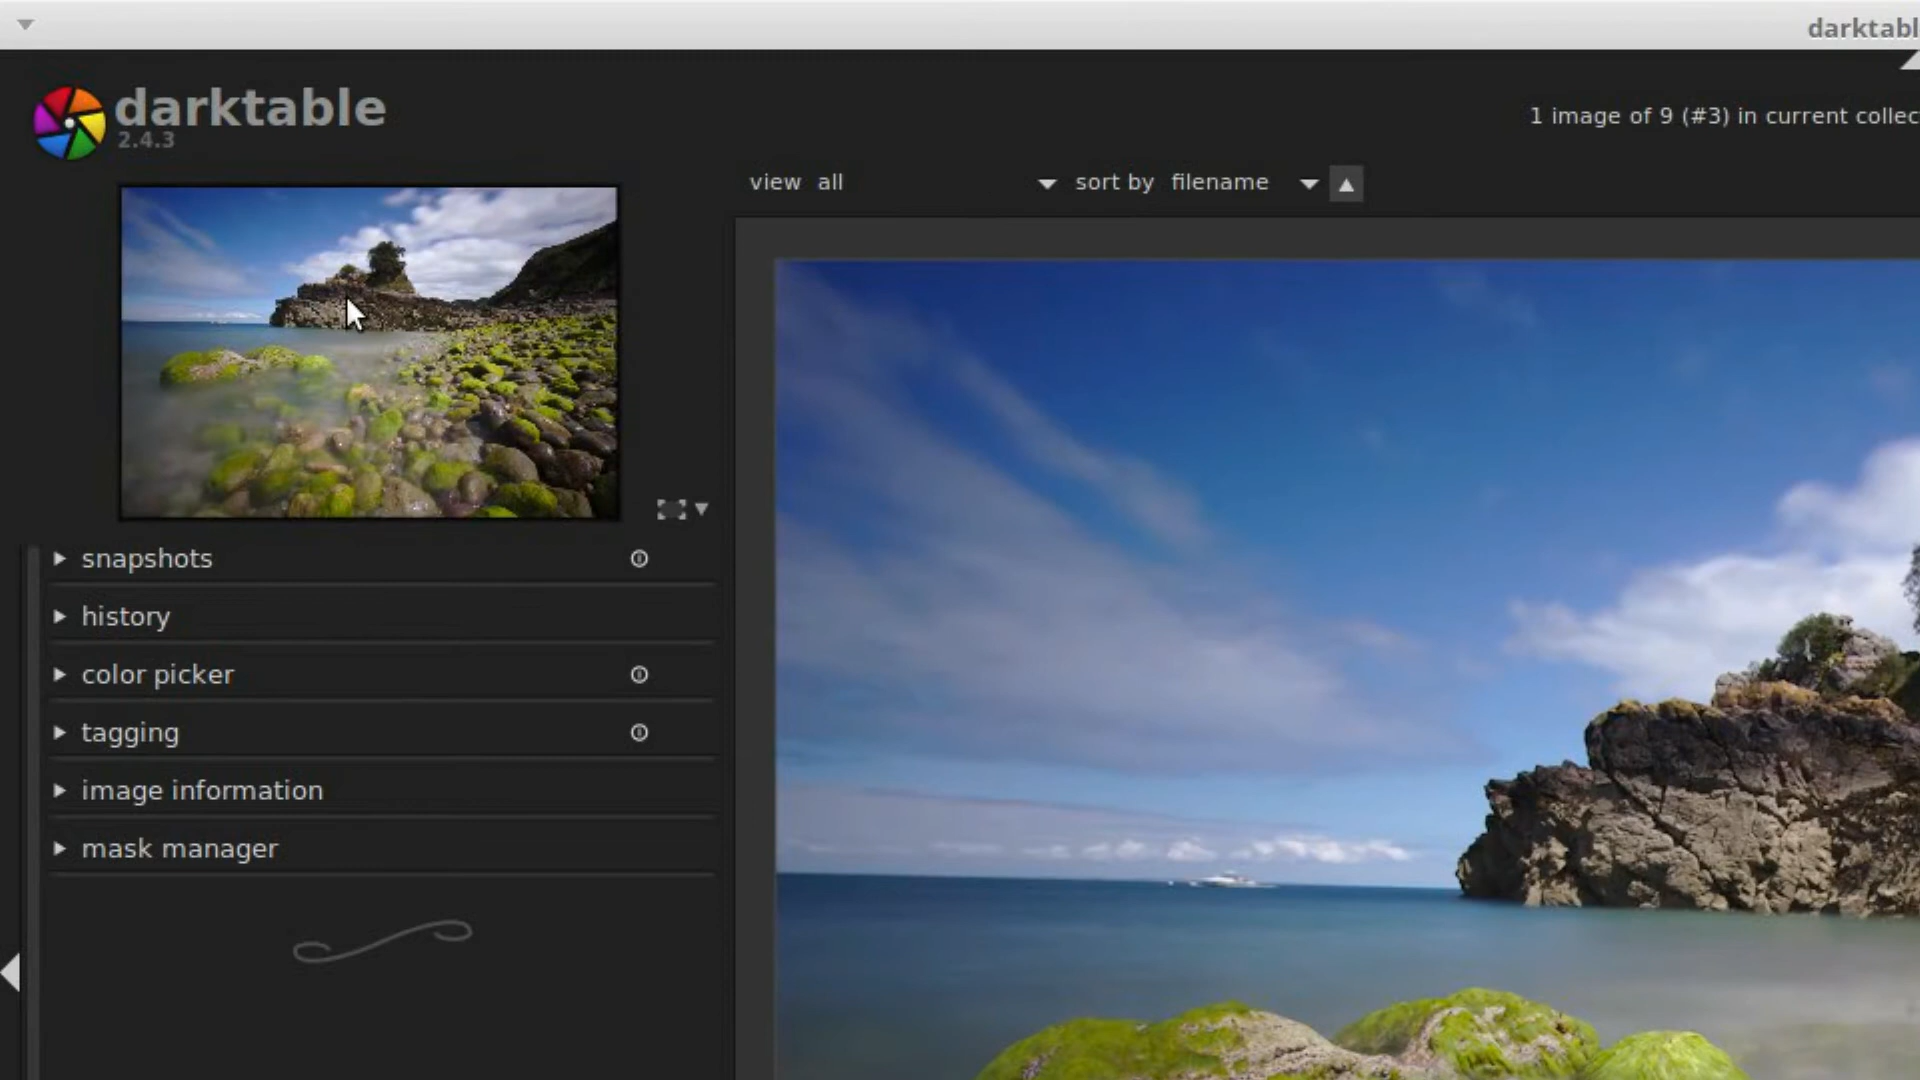 darktabl
darktable
2.4.3
1 image of 9 (#3) in current collec
view all sort by filename
snapshots
history
color picker
tagging
image information
mask manager